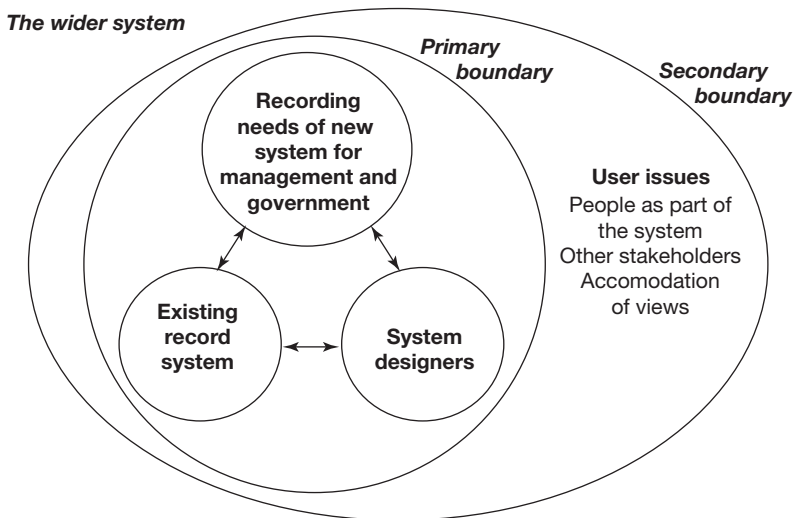 The wider system
Primary
boundary
Secondary
boundary
Recording
needs of new
system for
management and
government
User issues
People as part of
the system
Other stakeholders
Accomodation
of views
Existing
record
system
System
designers